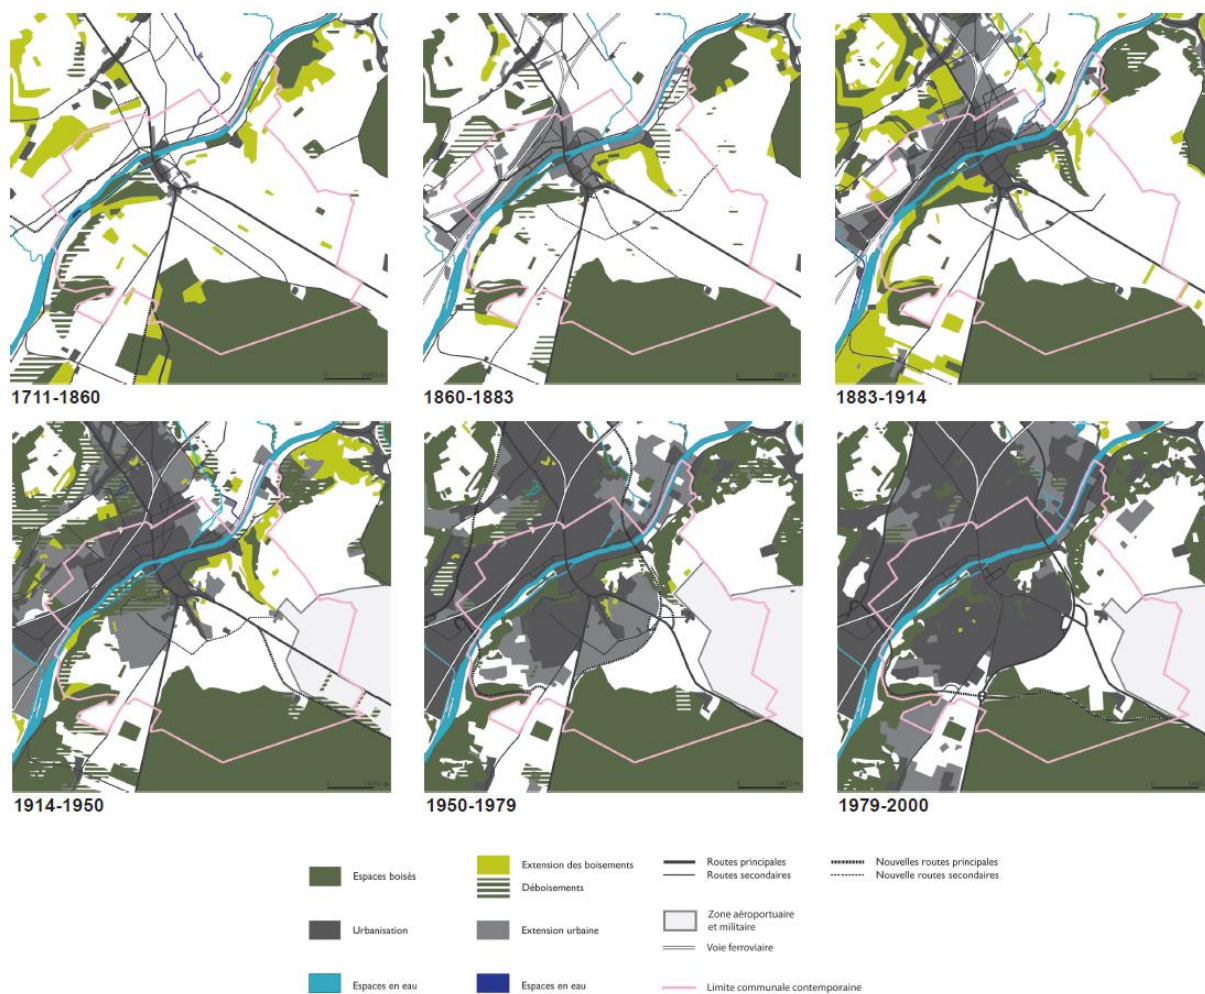 1711-1860
1860-1883
1883-1914
1914-1950
1950-1979
1979-2000
Espaces boisés
Extension des boisements
Déboisements
Routes principales
Routes secondaires
Nouvelles routes principales
Nouvelle routes secondaires
Urbanisation
Extension urbaine
Zone aéroportuaire
et militaire
Voie ferroviaire
Espaces en eau
Espaces en eau
Limite communale contemporaine